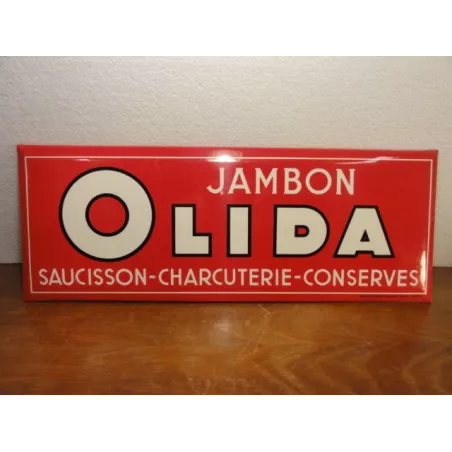 JAMBON
OLIDA
SAUCISSON-CHARCUTERIE-CONSERVES